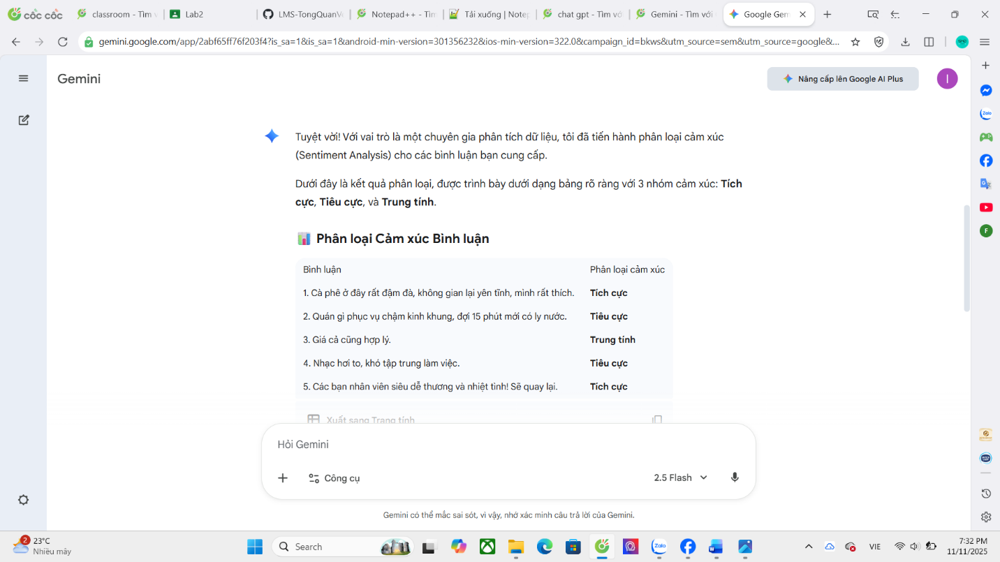 cốc cốc
classroom - Tìm v
Lab2
LMS-TongQuanVe
Notepad++ - Tìm
Tải xuống | Notep
chat gpt - Tìm vớ
Gemini - Tìm với
Google Gem
gemini.google.com/app/2abf65ff76f203f4?is_sa=1&is_sa=1&android-min-version=301356232&ios-min-version=322.0&campaign_id=bkws&utm_source=sem&utm_source=google&...
Gemini
Nâng cấp lên Google AI Plus
I
Tuyệt vời! Với vai trò là một chuyên gia phân tích dữ liệu, tôi đã tiến hành phân loại cảm xúc
(Sentiment Analysis) cho các bình luận bạn cung cấp.
Dưới đây là kết quả phân loại, được trình bày dưới dạng bảng rõ ràng với 3 nhóm cảm xúc: Tích
cực, Tiêu cực, và Trung tính.
Phân loại Cảm xúc Bình luận
Bình luận Phân loại cảm xúc
1. Cà phê ở đây rất đậm đà, không gian lại yên tĩnh, mình rất thích. Tích cực
2. Quán gì phục vụ chậm kinh khung, đợi 15 phút mới có ly nước. Tiêu cực
3. Giá cả cũng hợp lý. Trung tính
4. Nhạc hơi to, khó tập trung làm việc. Tiêu cực
5. Các bạn nhân viên siêu dễ thương và nhiệt tình! Sẽ quay lại. Tích cực
Xuất sang Trang tính
Hỏi Gemini
Công cụ
2.5 Flash
Gemini có thể mắc sai sót, vì vậy, nhớ xác minh câu trả lời của Gemini.
Zalo
F
2
23°C
Nhiều mây
Search
Zalo
VIE
7:32 PM
11/11/2025